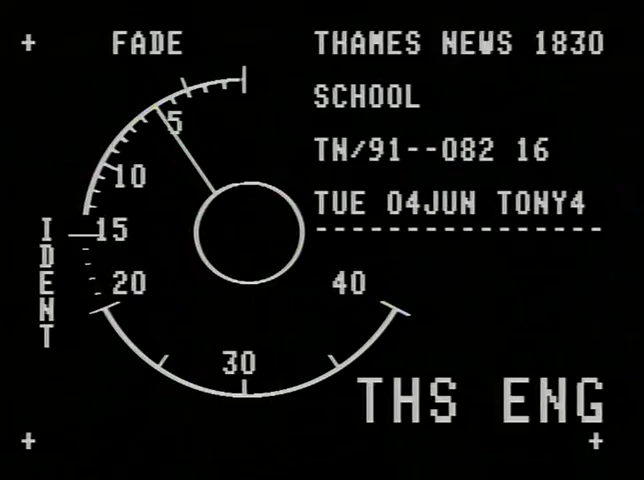 FADE
THAMES NEWS 1830
SCHOOL
TN/91--082 16
TUE 04JUN TONY4
----------------
5
10
15
20
30
40
IDENT
THS ENG